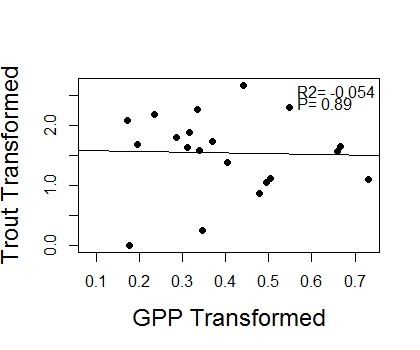 R2= -0.054
P= 0.89
Trout Transformed
2.0
1.0
0.0
0.1 0.2 0.3 0.4 0.5 0.6 0.7
GPP Transformed